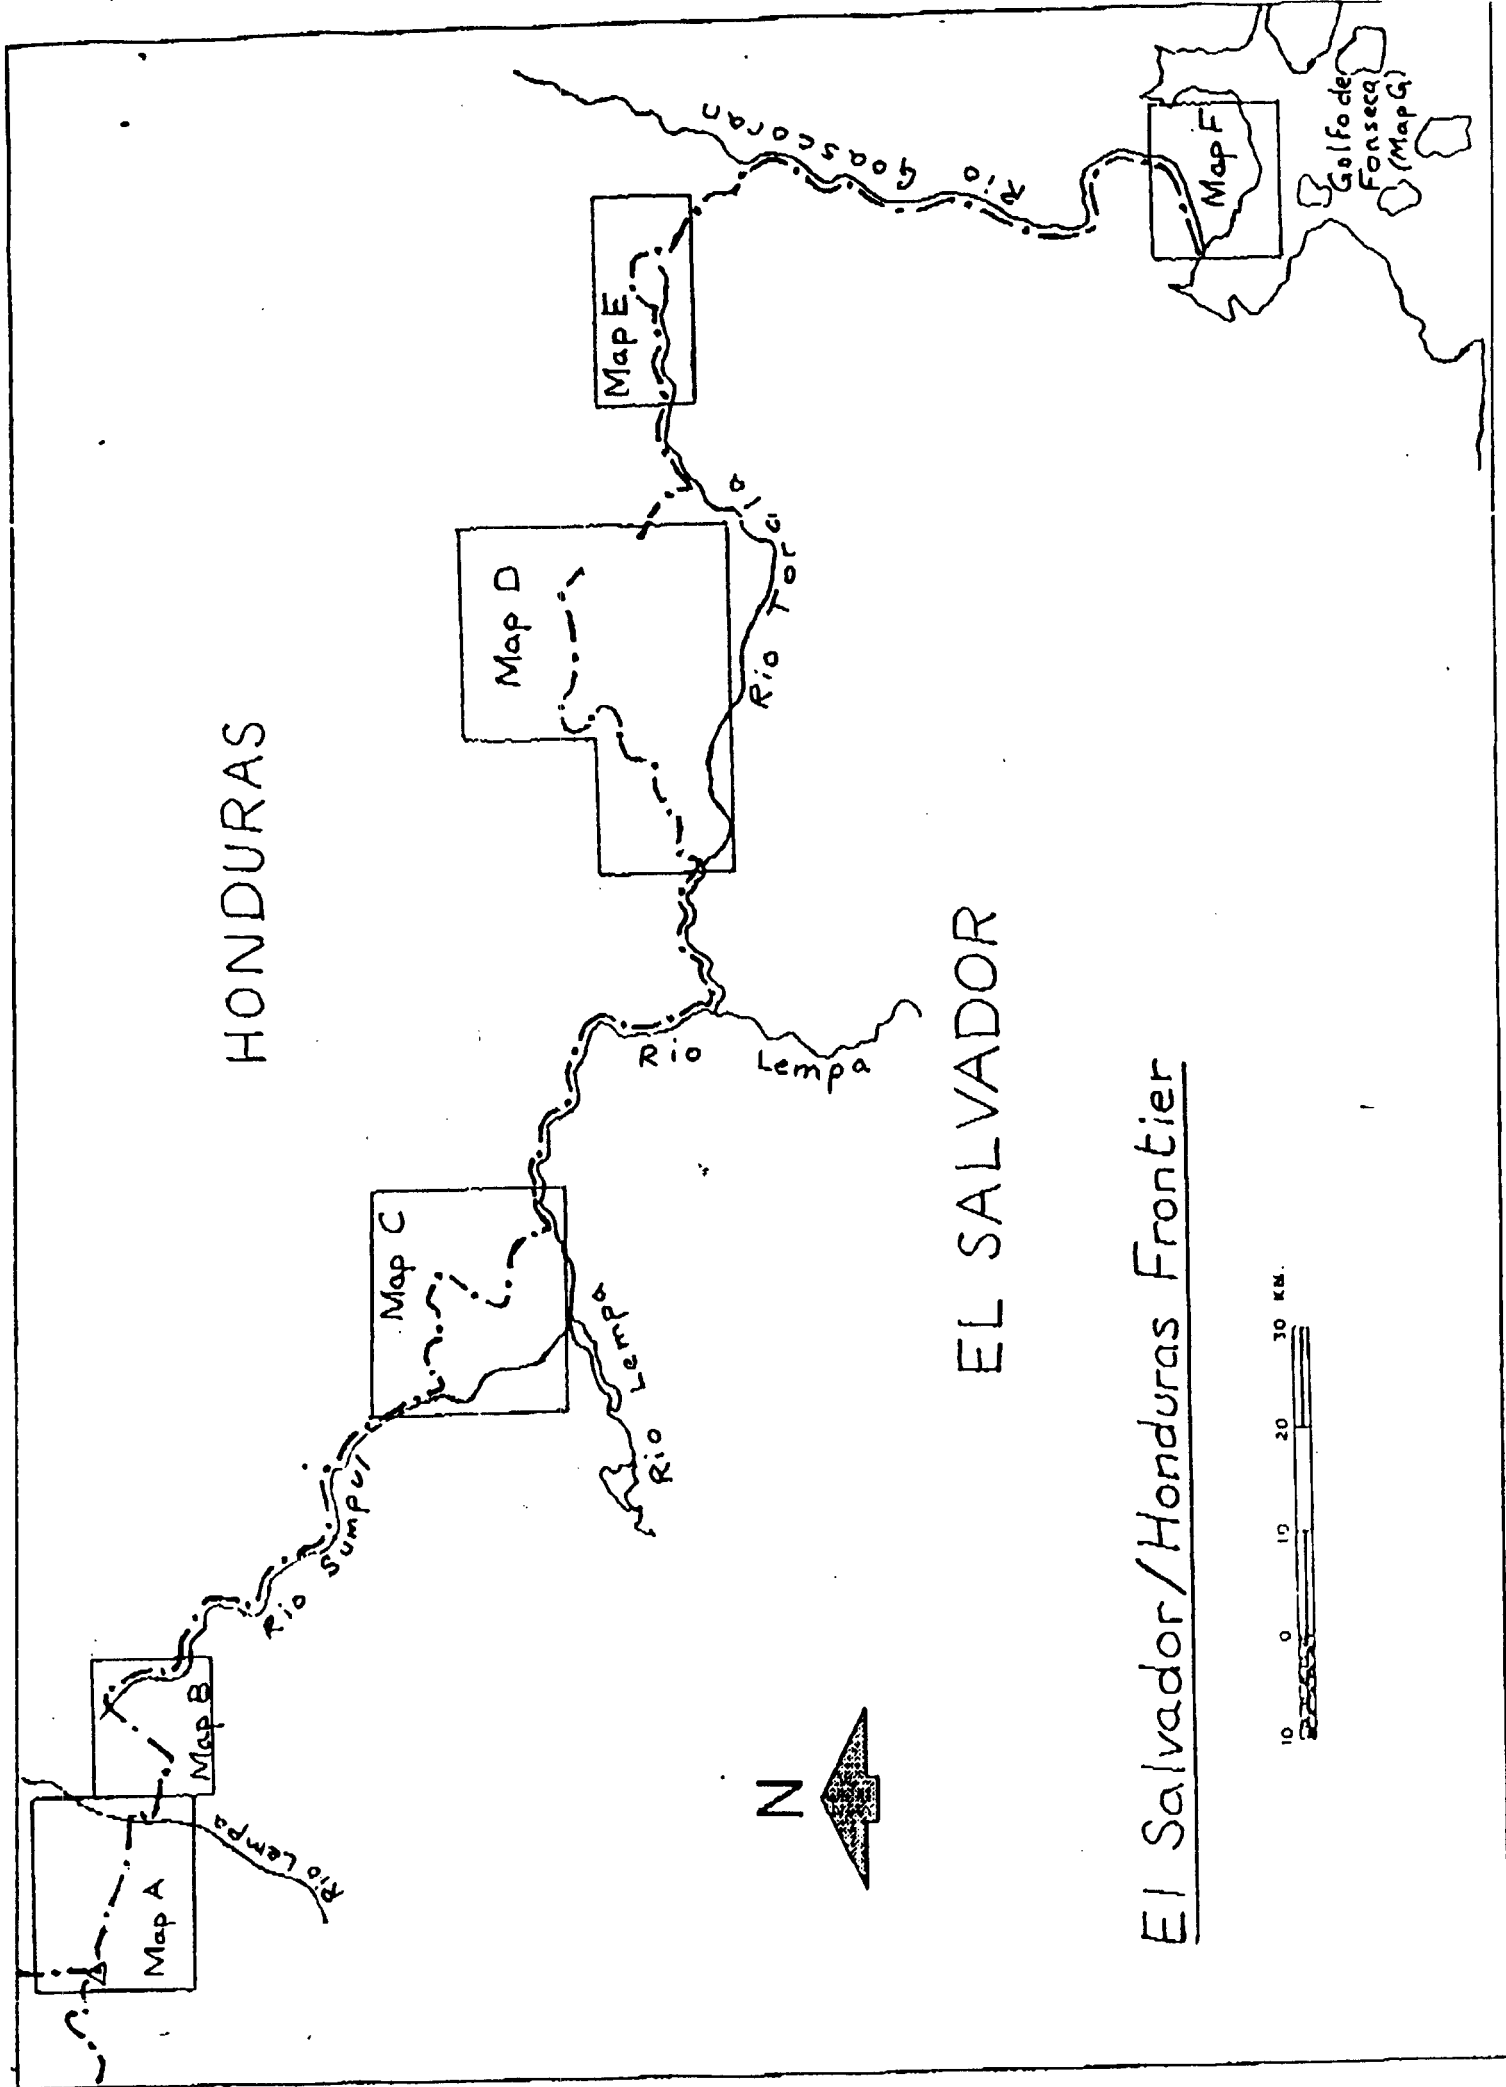 HONDURAS
EL SALVADOR
Map A
Map B
Map C
Map D
Map E
Map F
Rio Lempa
Rio Sumpul
Rio Lempa
Rio Lempa
Rio Torola
Rio Goascoran
Golfo de
Fonseca
(Map G)
N
El Salvador/Honduras Frontier
10 0 10 20 30 KM.